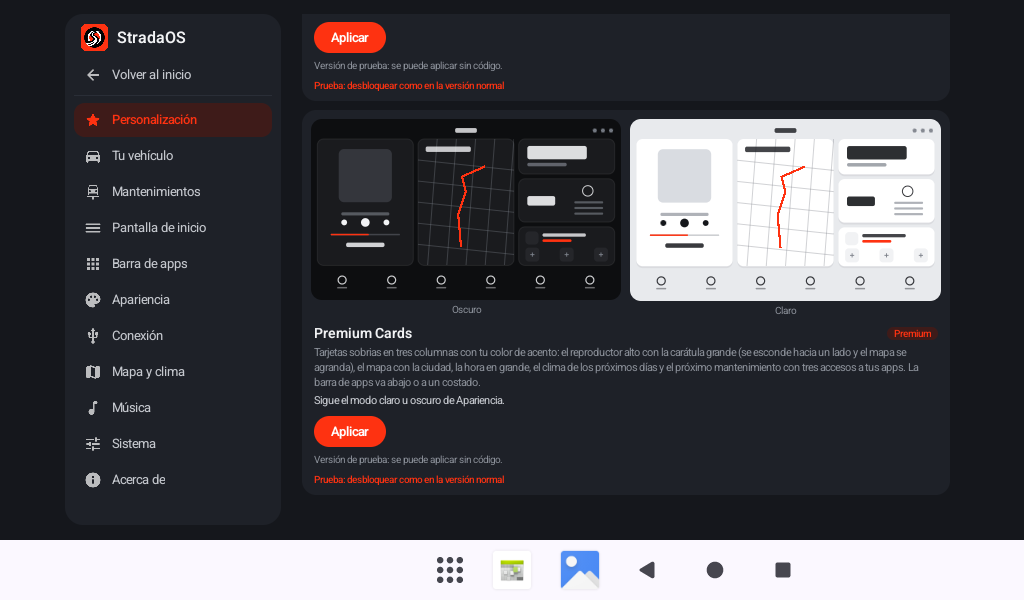 StradaOS
Volver al inicio
Personalización
Tu vehículo
Mantenimientos
Pantalla de inicio
Barra de apps
Apariencia
Conexión
Mapa y clima
Música
Sistema
Acerca de
Aplicar
Versión de prueba: se puede aplicar sin código.
Prueba: desbloquear como en la versión normal
Oscuro
Claro
Premium Cards
Premium
Tarjetas sobrias en tres columnas con tu color de acento: el reproductor alto con la carátula grande (se esconde hacia un lado y el mapa se
agranda), el mapa con la ciudad, la hora en grande, el clima de los próximos días y el próximo mantenimiento con tres accesos a tus apps. La
barra de apps va abajo o a un costado.
Sigue el modo claro u oscuro de Apariencia.
Aplicar
Versión de prueba: se puede aplicar sin código.
Prueba: desbloquear como en la versión normal